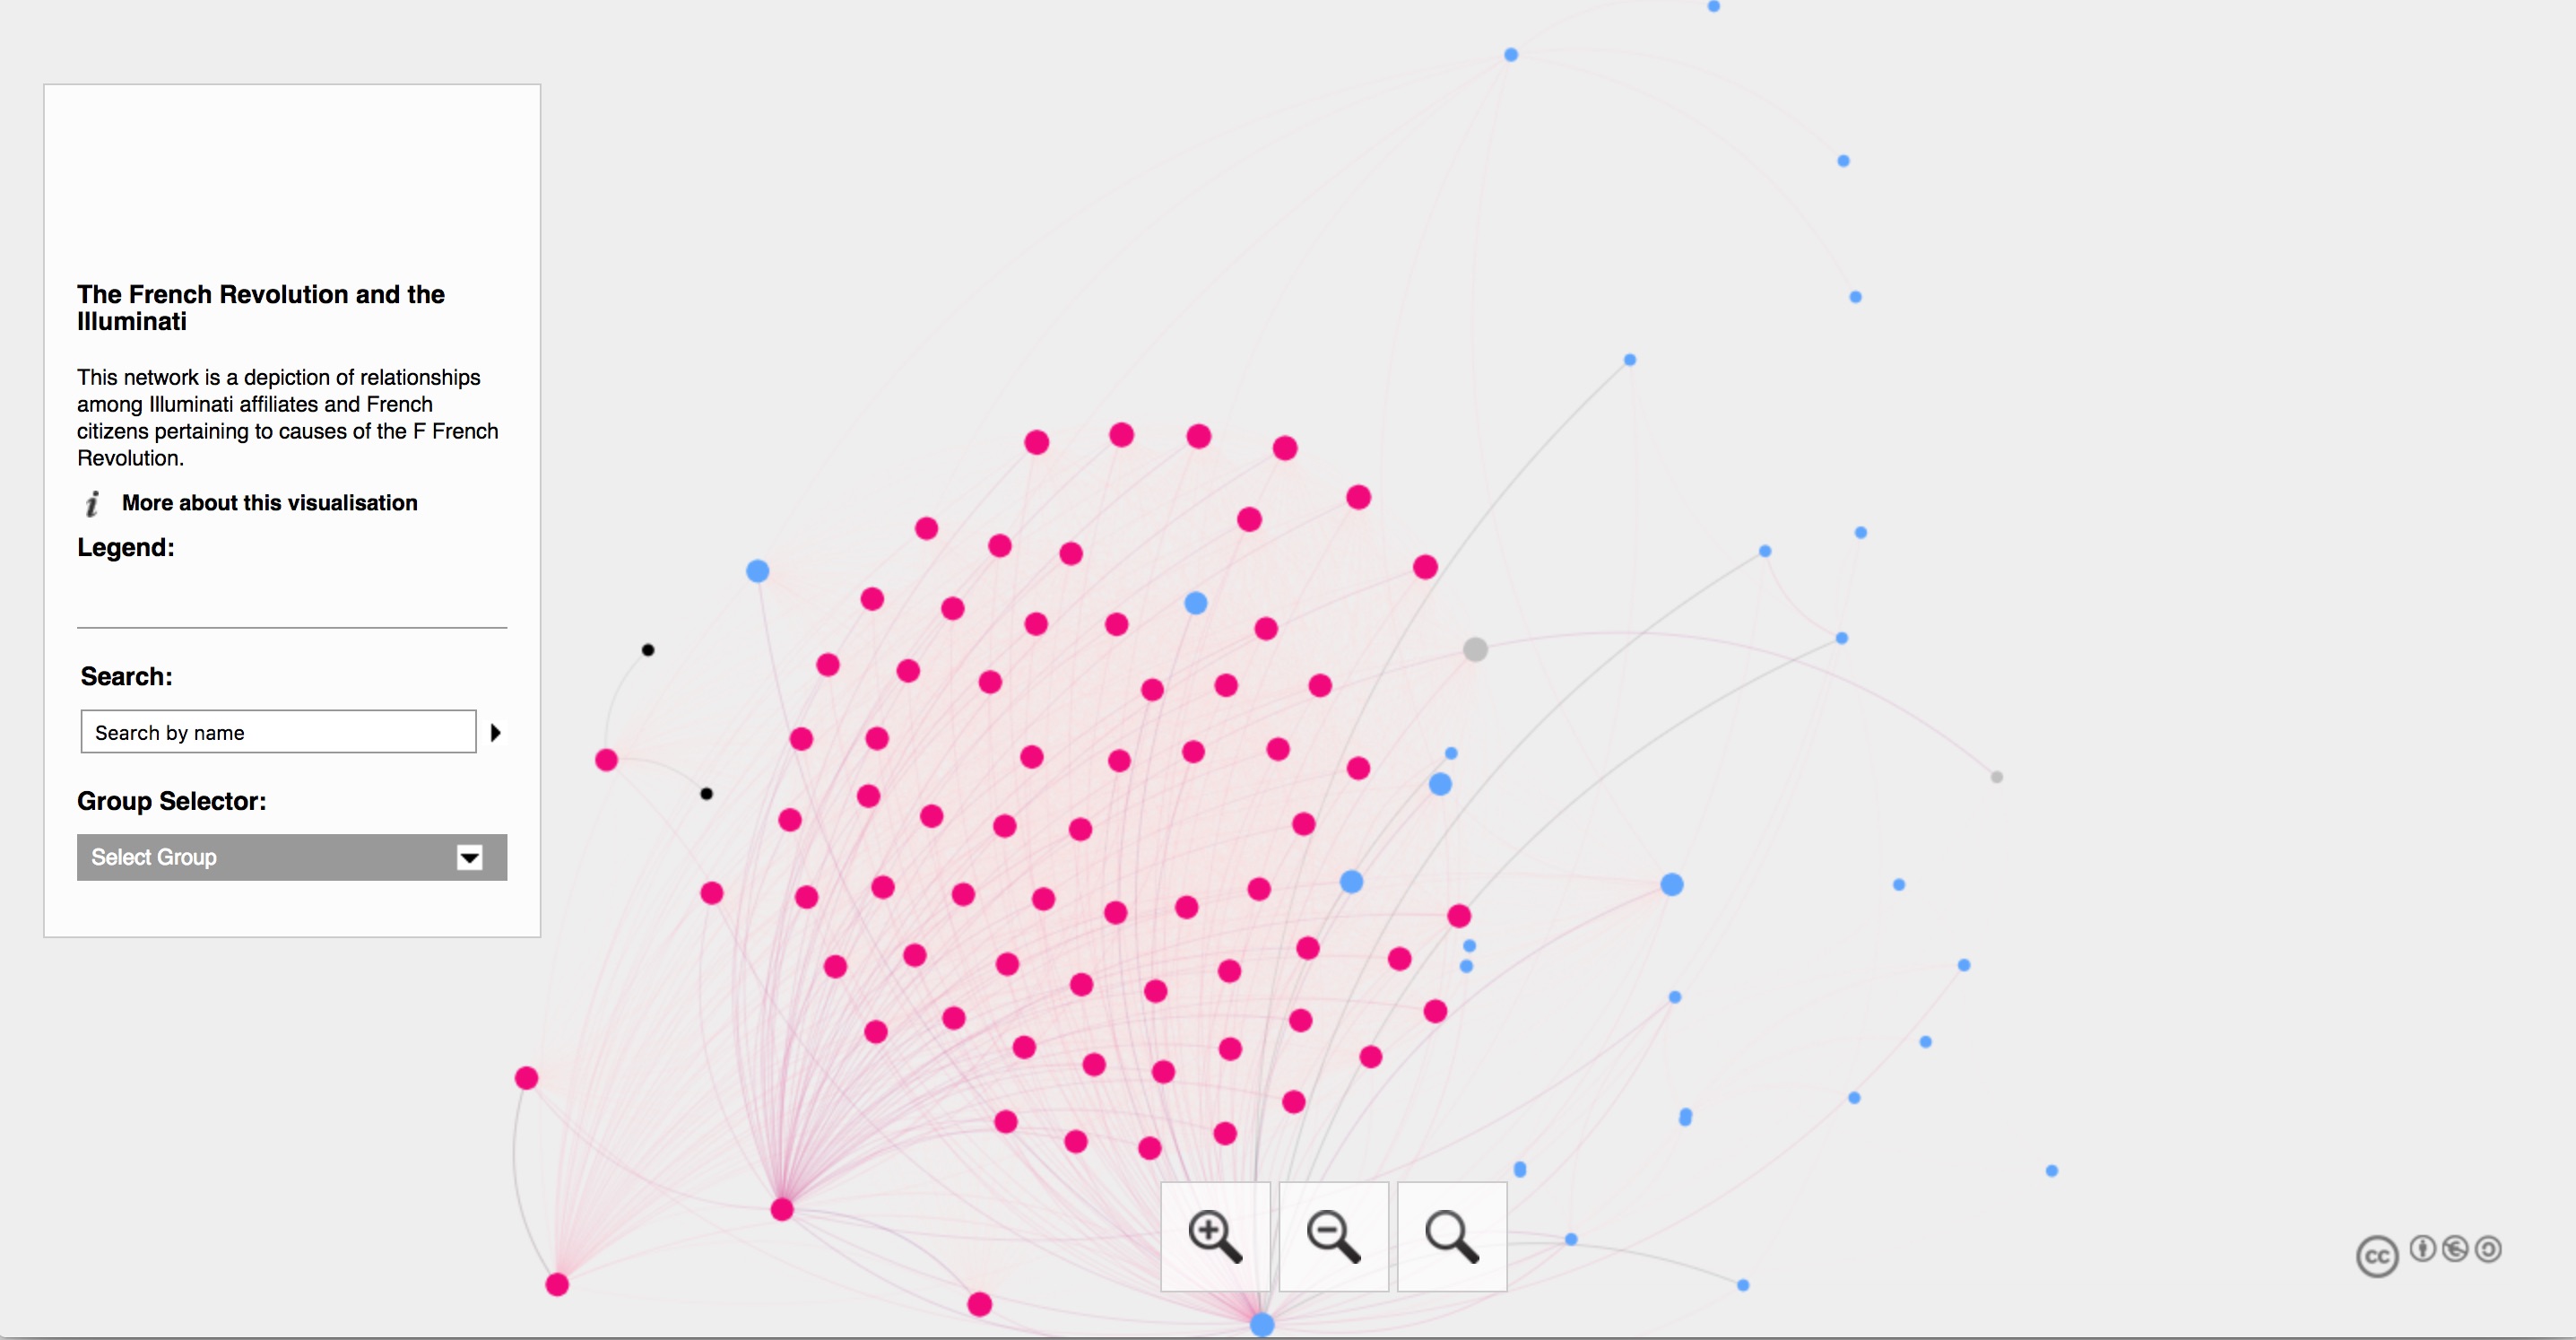 The French Revolution and the
Illuminati
This network is a depiction of relationships
among Illuminati affiliates and French
citizens pertaining to causes of the F French
Revolution.
i More about this visualisation
Legend:
Search:
Search by name
Group Selector:
Select Group
cc